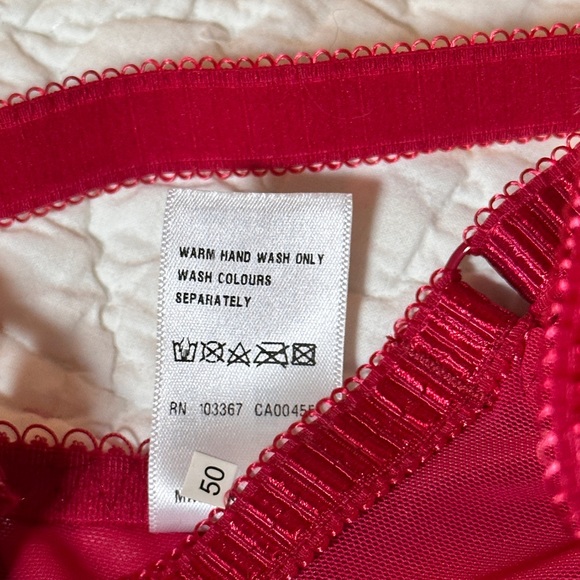 WARM HAND WASH ONLY
WASH COLOURS
SEPARATELY
RN 103367
50